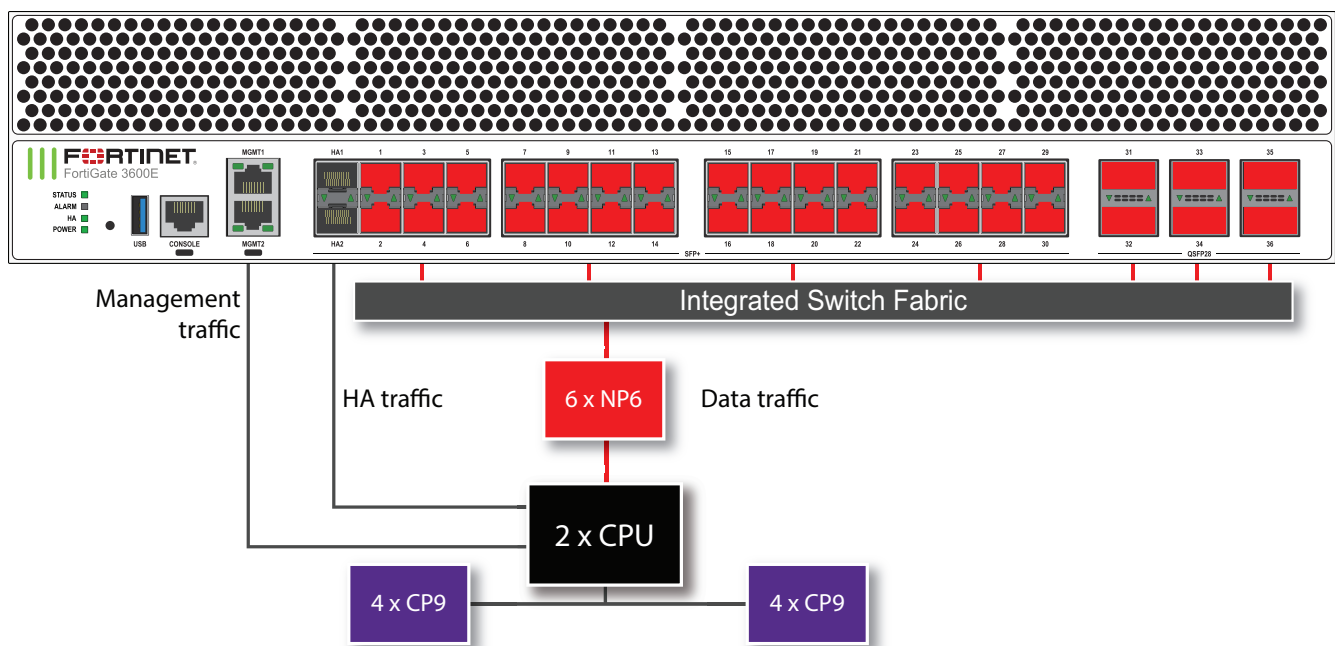 FORTINET
FortiGate 3600E
STATUS
ALARM
HA
POWER
USB
CONSOLE
MGMT1
MGMT2
HA1 1 3 5 7 9 11 13 15 17 19 21 23 25 27 29 31 33 35
HA2 2 4 6 8 10 12 14 16 18 20 22 24 26 28 30 32 34 36
SFP+ QSFP28
Integrated Switch Fabric
Management
traffic
HA traffic
6 x NP6
Data traffic
2 x CPU
4 x CP9
4 x CP9